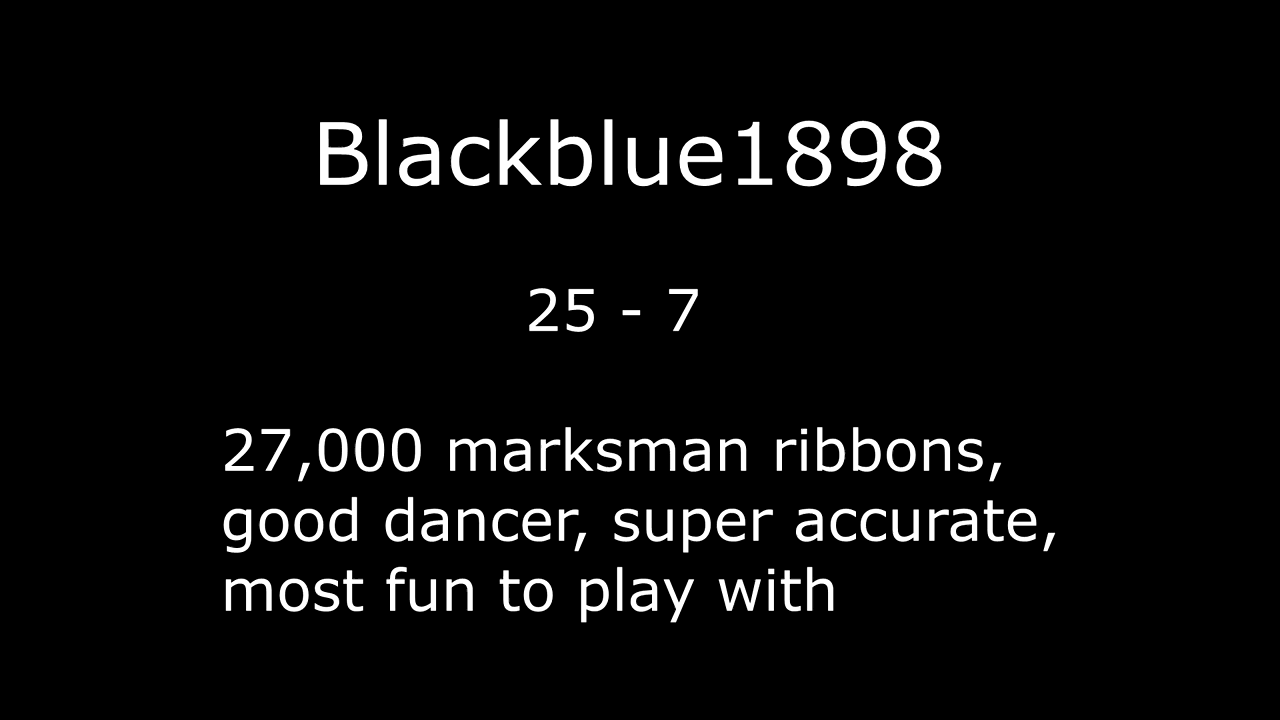 Blackblue1898
25 - 7
27,000 marksman ribbons,
good dancer, super accurate,
most fun to play with